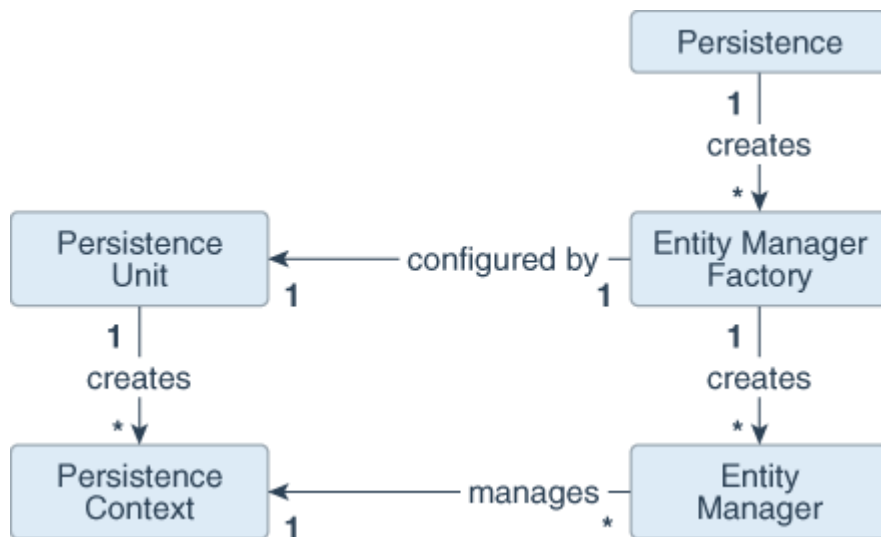 Persistence
1
creates
*
Persistence
Unit
configured by
Entity Manager
Factory
1
1
1
1
creates
creates
*
*
Persistence
Context
manages
Entity
Manager
1
*